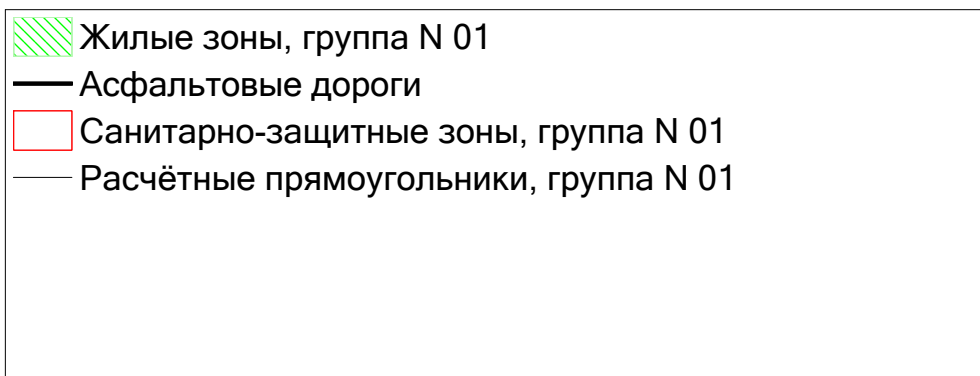 Жилые зоны, группа N 01
Асфальтовые дороги
Санитарно-защитные зоны, группа N 01
Расчётные прямоугольники, группа N 01